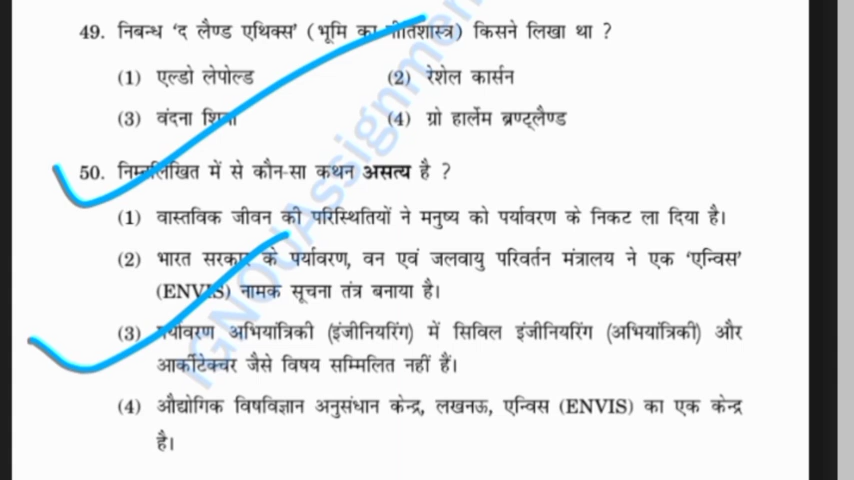 49. निबन्ध ‘द लैण्ड एथिक्स’ (भूमि का नीतिशास्त्र) किसने लिखा था ?
(1) एल्डो लेपोल्ड (2) रेशेल कार्सन
(3) वंदना शिवा (4) ग्रो हार्लेम ब्रण्ट्लैण्ड
50. निम्नलिखित में से कौन-सा कथन असत्य है ?
(1) वास्तविक जीवन की परिस्थितियों ने मनुष्य को पर्यावरण के निकट ला दिया है।
(2) भारत सरकार के पर्यावरण, वन एवं जलवायु परिवर्तन मंत्रालय ने एक ‘एन्विस’
(ENVIS) नामक सूचना तंत्र बनाया है।
(3) पर्यावरण अभियांत्रिकी (इंजीनियरिंग) में सिविल इंजीनियरिंग (अभियांत्रिकी) और
आर्कीटेक्चर जैसे विषय सम्मिलित नहीं हैं।
(4) औद्योगिक विषविज्ञान अनुसंधान केन्द्र, लखनऊ, एन्विस (ENVIS) का एक केन्द्र
है।
IGNOUAssignmen